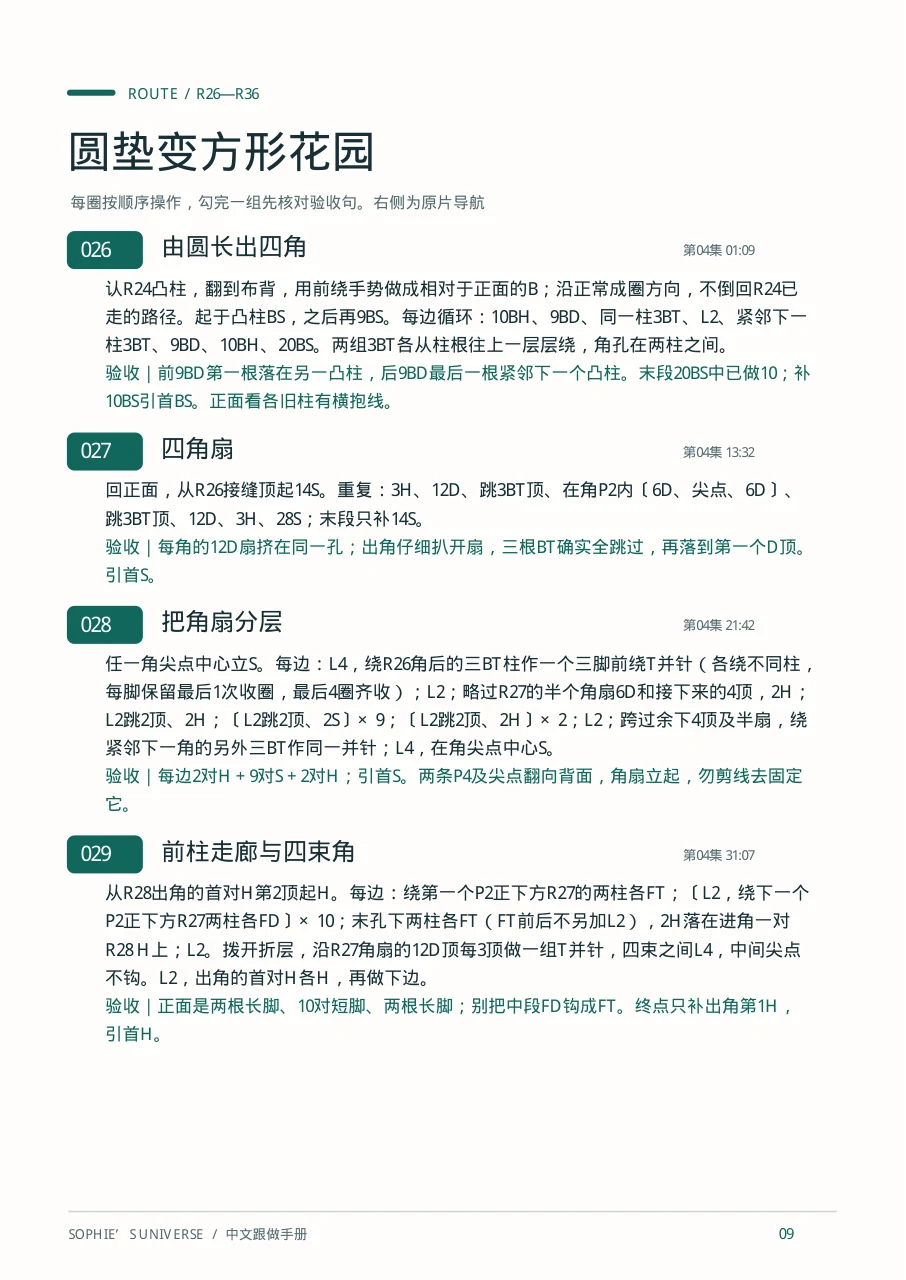 ROUTE / R26—R36
圆垫变方形花园
每圈按顺序操作，勾完一组先核对验收句。右侧为原片导航
026 由圆长出四角 第04集 01:09
认R24凸柱，翻到布背，用前绕手势做成相对于正面的B；沿正常成圈方向，不倒回R24已
走的路径。起于凸柱BS，之后再9BS。每边循环：10BH、9BD、同一柱3BT、L2、紧邻下一
柱3BT、9BD、10BH、20BS。两组3BT各从柱根往上一层层绕，角孔在两柱之间。
验收｜前9BD第一根落在另一凸柱，后9BD最后一根紧邻下一个凸柱。末段20BS中已做10；补
10BS引首BS。正面看各旧柱有横抱线。
027 四角扇 第04集 13:32
回正面，从R26接缝顶起14S。重复：3H、12D、跳3BT顶、在角P2内〔6D、尖点、6D〕、
跳3BT顶、12D、3H、28S；末段只补14S。
验收｜每角的12D扇挤在同一孔；出角仔细扒开扇，三根BT确实全跳过，再落到第一个D顶。
引首S。
028 把角扇分层 第04集 21:42
任一角尖点中心立S。每边：L4，绕R26角后的三BT柱作一个三脚前绕T并针（各绕不同柱，
每脚保留最后1次收圈，最后4圈齐收）；L2；略过R27的半个角扇6D和接下来的4顶，2H；
L2跳2顶、2H；〔L2跳2顶、2S〕× 9；〔L2跳2顶、2H〕× 2；L2；跨过余下4顶及半扇，绕
紧邻下一角的另外三BT作同一并针；L4，在角尖点中心S。
验收｜每边2对H + 9对S + 2对H；引首S。两条P4及尖点翻向背面，角扇立起，勿剪线去固定
它。
029 前柱走廊与四束角 第04集 31:07
从R28出角的首对H第2顶起H。每边：绕第一个P2正下方R27的两柱各FT；〔L2，绕下一个
P2正下方R27两柱各FD〕× 10；末孔下两柱各FT（FT前后不另加L2），2H落在进角一对
R28H上；L2。拨开折层，沿R27角扇的12D顶每3顶做一组T并针，四束之间L4，中间尖点
不钩。L2，出角的首对H各H，再做下边。
验收｜正面是两根长脚、10对短脚、两根长脚；别把中段FD钩成FT。终点只补出角第1H，
引首H。
SOPHIE’S UNIVERSE / 中文跟做手册 09